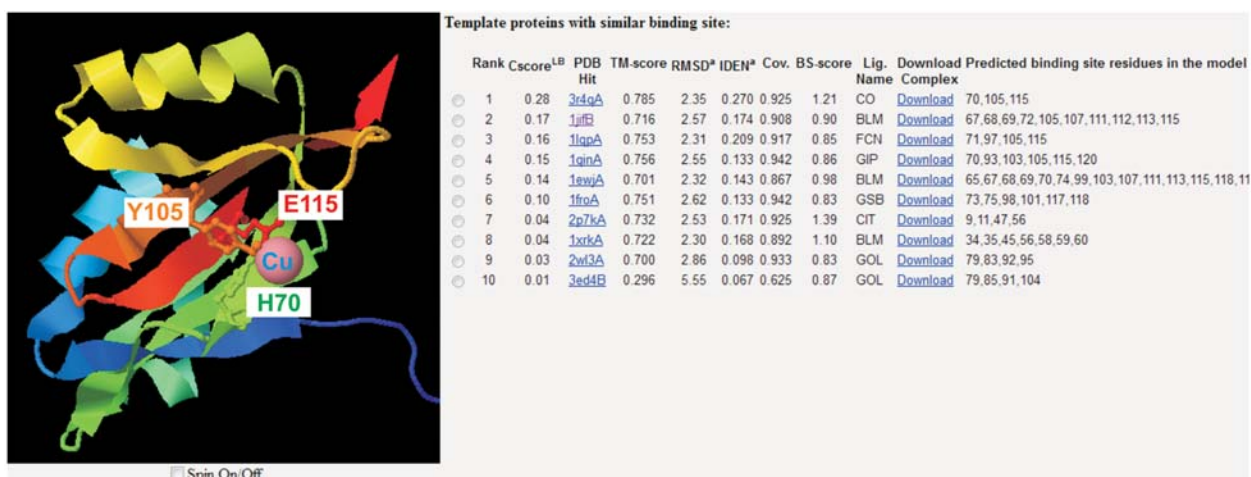 Y105
E115
Cu
H70
Spin On/Off
Template proteins with similar binding site:
Rank CscoreLB PDB Hit TM-score RMSDa IDENa Cov. BS-score Lig. Name Download Complex Predicted binding site residues in the model
1 0.28 3r4qA 0.785 2.35 0.270 0.925 1.21 CO Download 70,105,115
2 0.17 1jifB 0.716 2.57 0.174 0.908 0.90 BLM Download 67,68,69,72,105,107,111,112,113,115
3 0.16 1lqpA 0.753 2.31 0.209 0.917 0.85 FCN Download 71,97,105,115
4 0.15 1qinA 0.756 2.55 0.133 0.942 0.86 GIP Download 70,93,103,105,115,120
5 0.14 1ewjA 0.701 2.32 0.143 0.867 0.98 BLM Download 65,67,68,69,70,74,99,103,107,111,113,115,118,11
6 0.10 1froA 0.751 2.62 0.133 0.942 0.83 GSB Download 73,75,98,101,117,118
7 0.04 2p7kA 0.732 2.53 0.171 0.925 1.39 CIT Download 9,11,47,56
8 0.04 1xrkA 0.722 2.30 0.168 0.892 1.10 BLM Download 34,35,45,56,58,59,60
9 0.03 2wl3A 0.700 2.86 0.098 0.933 0.83 GOL Download 79,83,92,95
10 0.01 3ed4B 0.296 5.55 0.067 0.625 0.87 GOL Download 79,85,91,104